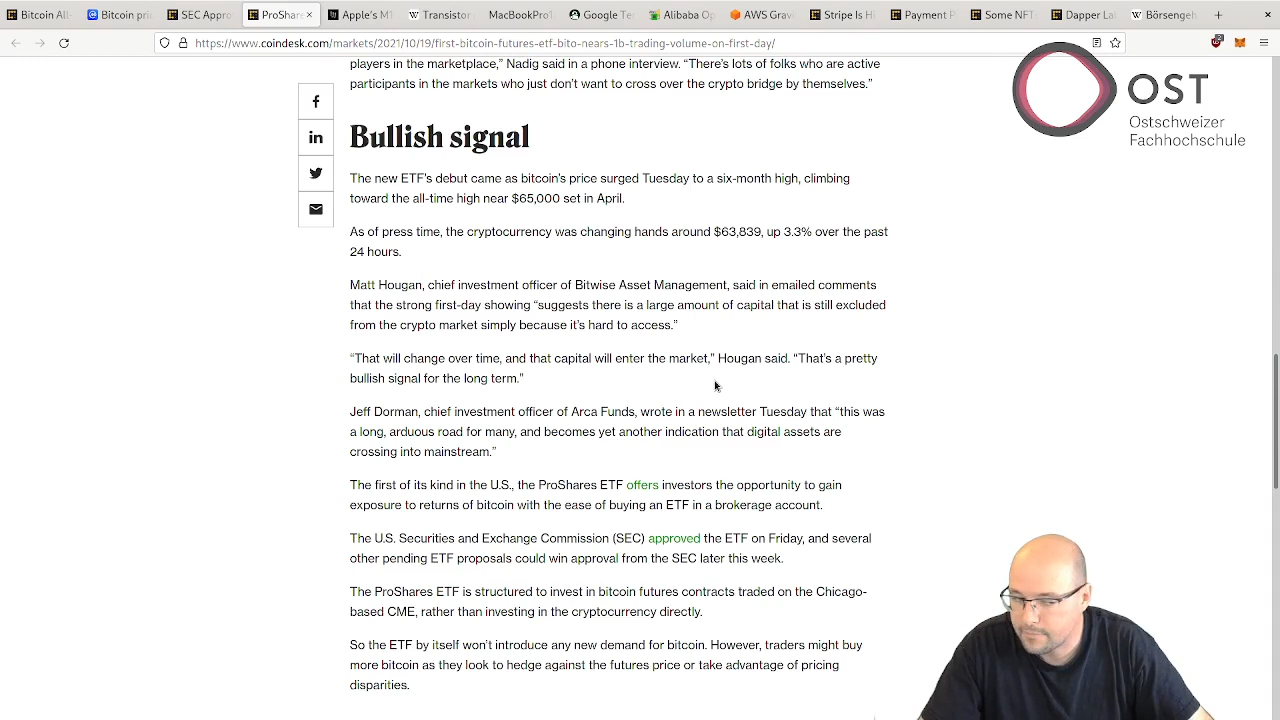 Bitcoin All
Bitcoin pric
SEC Appro
ProShare
Apple's M1
Transistor
MacBookPro1
Google Te
Alibaba Op
AWS Grav
Stripe Is Hi
Payment P
Some NFT
Dapper La
Börsengeh
https://www.coindesk.com/markets/2021/10/19/first-bitcoin-futures-etf-bito-nears-1b-trading-volume-on-first-day/
OST
Ostschweizer
Fachhochschule
players in the marketplace,” Nadig said in a phone interview. “There’s lots of folks who are active
participants in the markets who just don’t want to cross over the crypto bridge by themselves.”
Bullish signal
The new ETF’s debut came as bitcoin’s price surged Tuesday to a six-month high, climbing
toward the all-time high near $65,000 set in April.
As of press time, the cryptocurrency was changing hands around $63,839, up 3.3% over the past
24 hours.
Matt Hougan, chief investment officer of Bitwise Asset Management, said in emailed comments
that the strong first-day showing “suggests there is a large amount of capital that is still excluded
from the crypto market simply because it’s hard to access.”
“That will change over time, and that capital will enter the market,” Hougan said. “That’s a pretty
bullish signal for the long term.”
Jeff Dorman, chief investment officer of Arca Funds, wrote in a newsletter Tuesday that “this was
a long, arduous road for many, and becomes yet another indication that digital assets are
crossing into mainstream.”
The first of its kind in the U.S., the ProShares ETF offers investors the opportunity to gain
exposure to returns of bitcoin with the ease of buying an ETF in a brokerage account.
The U.S. Securities and Exchange Commission (SEC) approved the ETF on Friday, and several
other pending ETF proposals could win approval from the SEC later this week.
The ProShares ETF is structured to invest in bitcoin futures contracts traded on the Chicago-
based CME, rather than investing in the cryptocurrency directly.
So the ETF by itself won’t introduce any new demand for bitcoin. However, traders might buy
more bitcoin as they look to hedge against the futures price or take advantage of pricing
disparities.